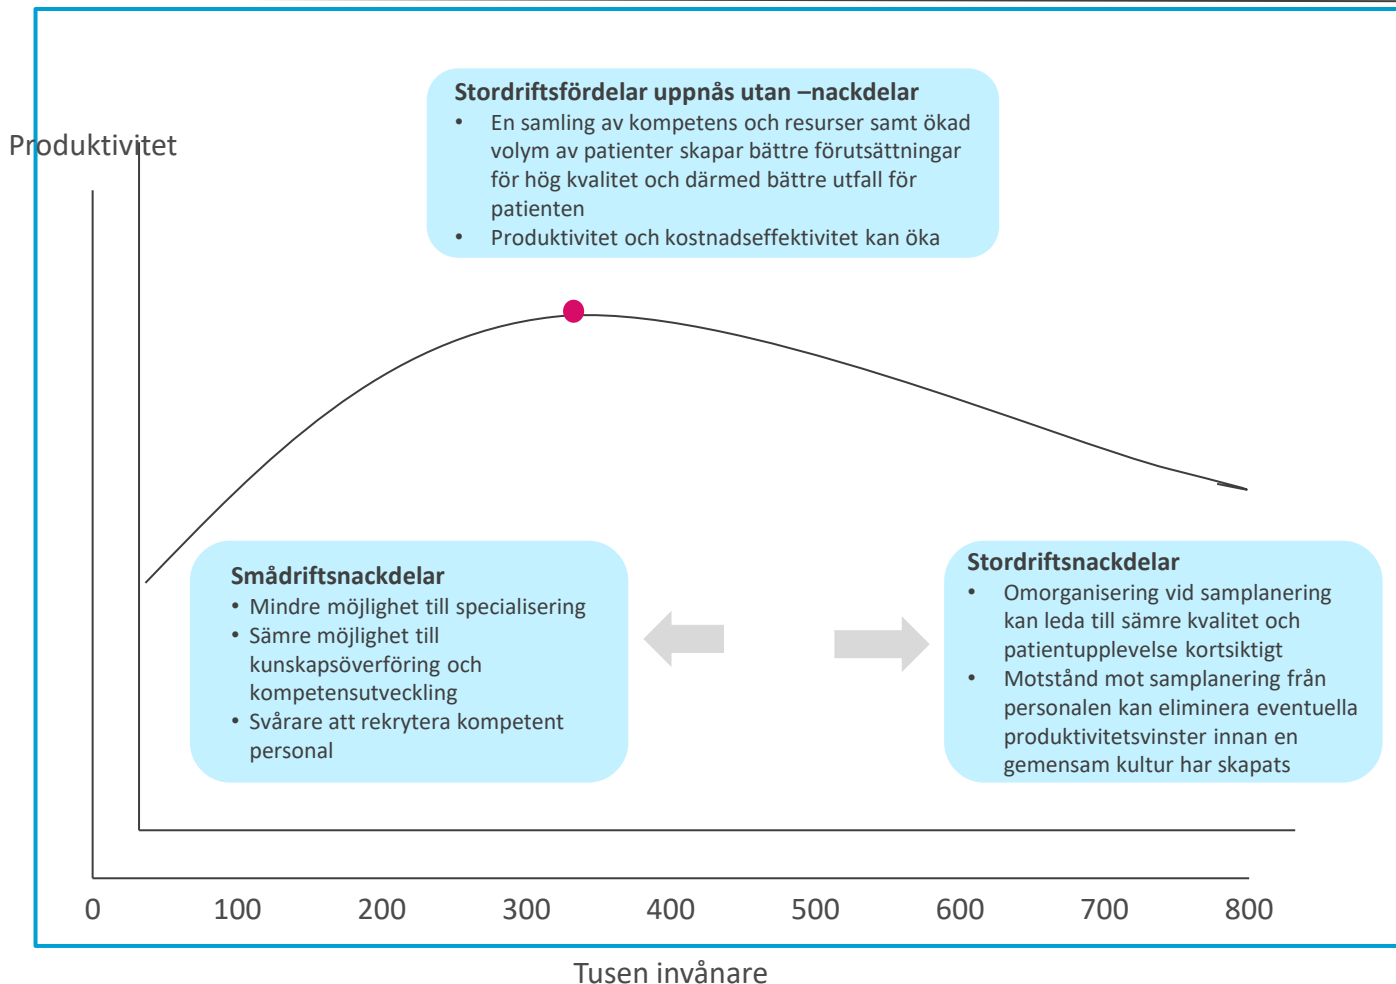 Stordriftsfördelar uppnås utan –nackdelar
• En samling av kompetens och resurser samt ökad
volym av patienter skapar bättre förutsättningar
för hög kvalitet och därmed bättre utfall för
patienten
• Produktivitet och kostnadseffektivitet kan öka
Produktivitet
Smådriftsnackdelar
• Mindre möjlighet till specialisering
• Sämre möjlighet till
kunskapsöverföring och
kompetensutveckling
• Svårare att rekrytera kompetent
personal
Stordriftsnackdelar
• Omorganisering vid samplanering
kan leda till sämre kvalitet och
patientupplevelse kortsiktigt
• Motstånd mot samplanering från
personalen kan eliminera eventuella
produktivitetsvinster innan en
gemensam kultur har skapats
0 100 200 300 400 500 600 700 800
Tusen invånare